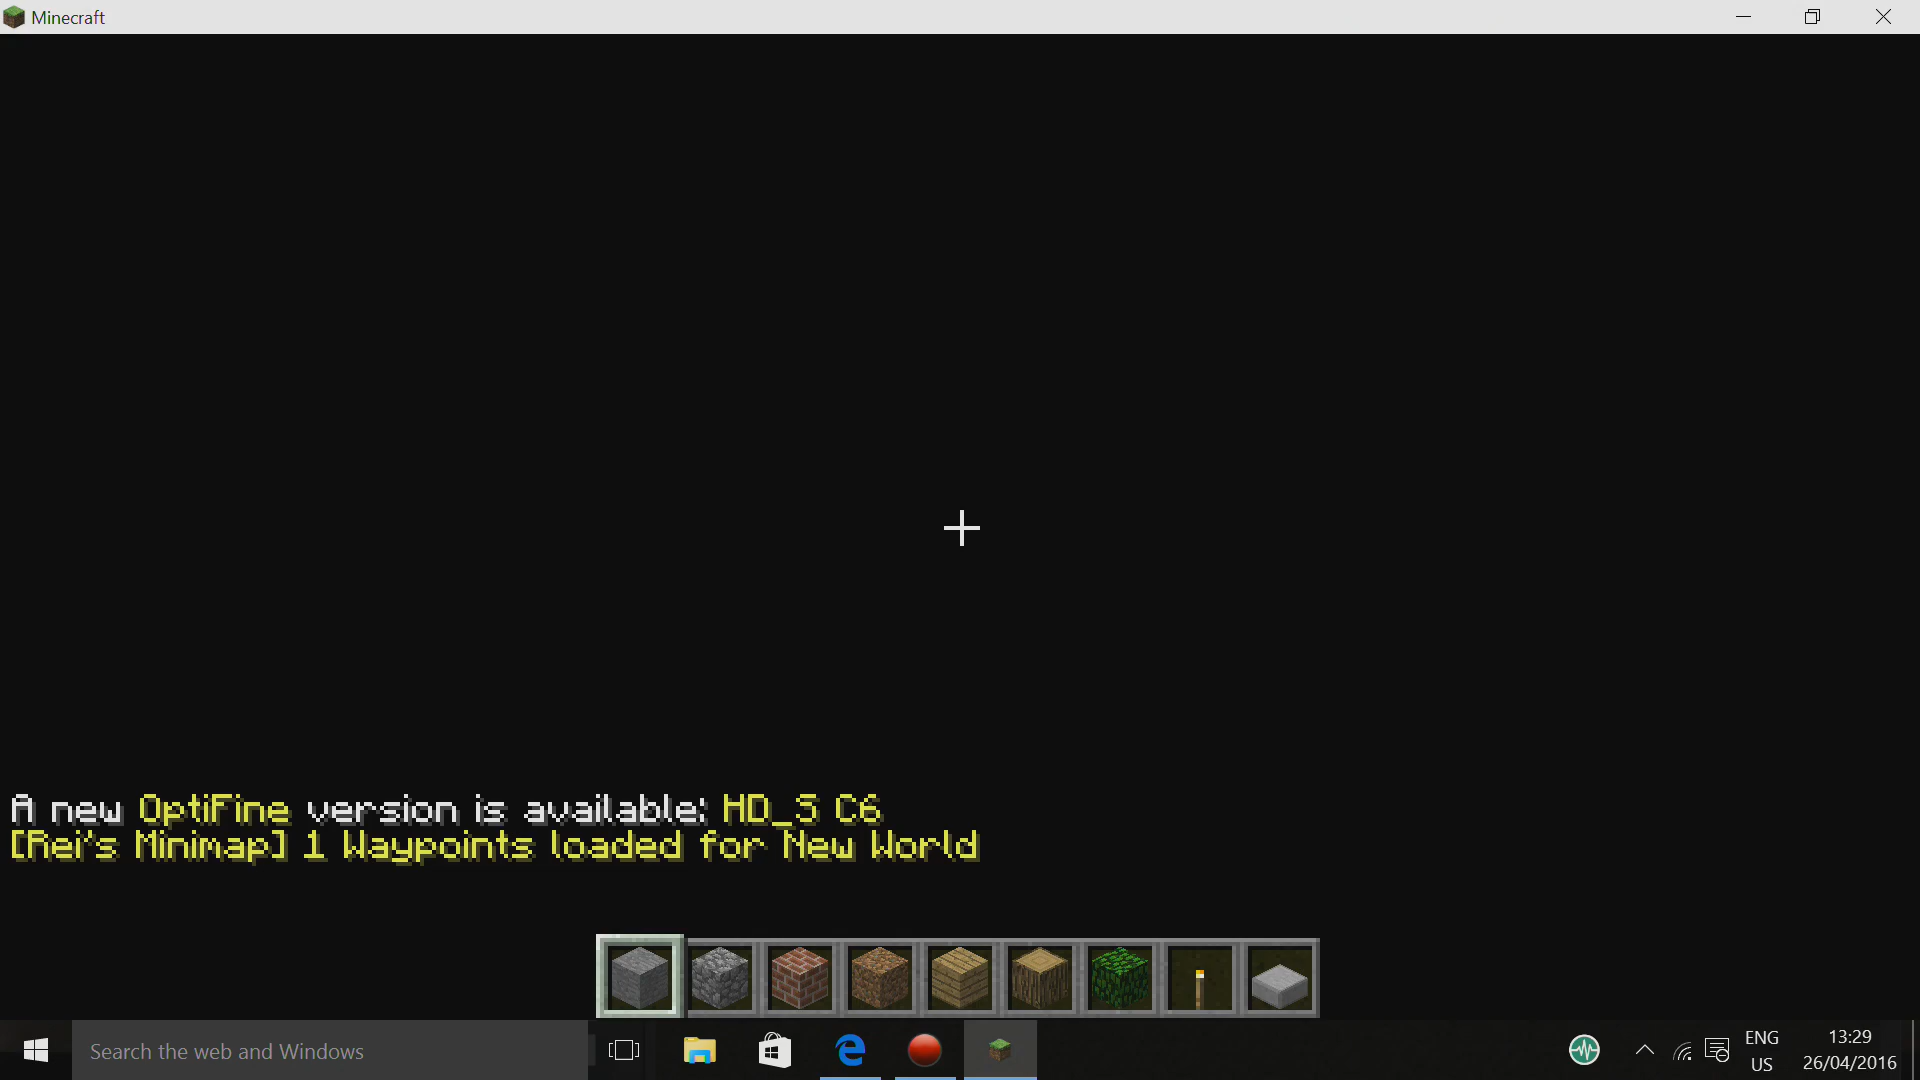 Minecraft
A new OptiFine version is available: HD_S C6
[Rei's Minimap] 1 Waypoints loaded for New World
Search the web and Windows
ENG
US
13:29
26/04/2016